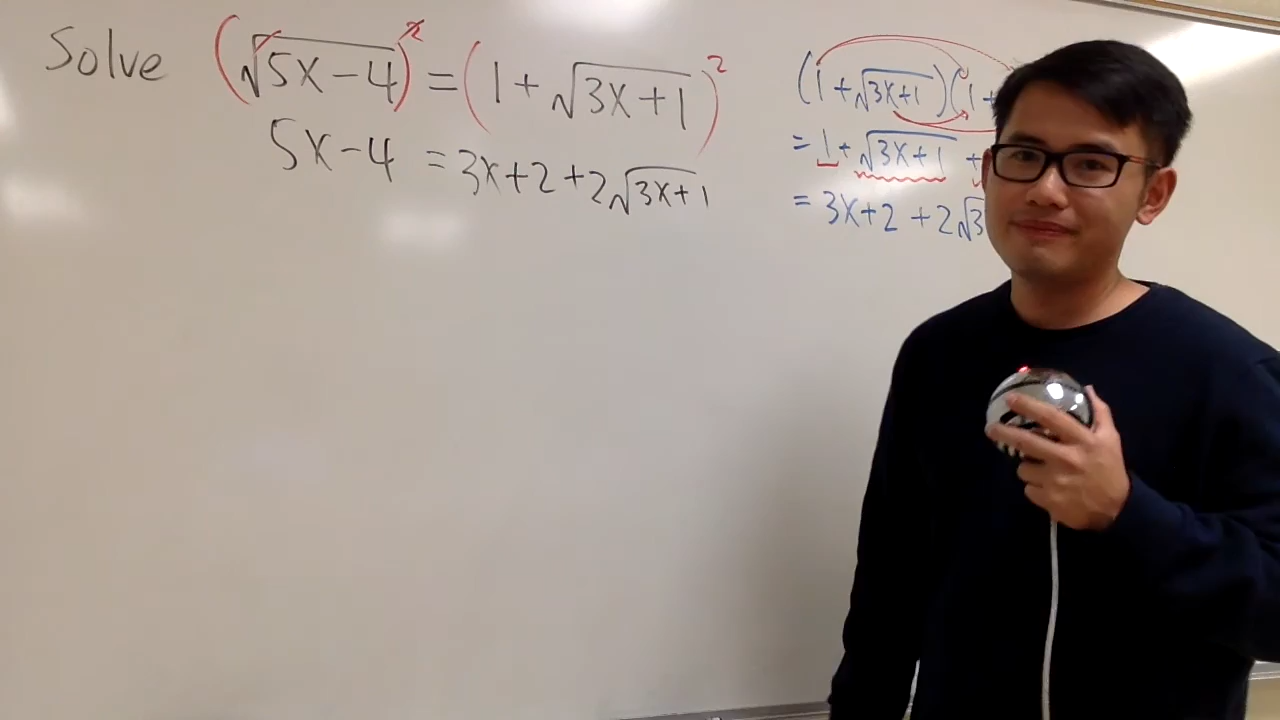 Solve (√(5x-4))² = (1+√(3x+1))²
5x-4 = 3x+2+2√(3x+1)
(1+√(3x+1))(1+
= 1+√(3x+1) +
= 3x+2+2√3